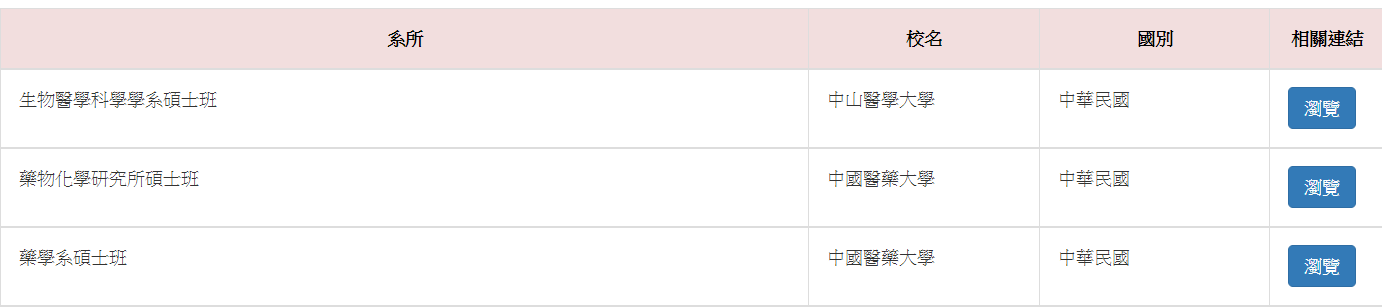 系所 校名 國別 相關連結
生物醫學科學學系碩士班 中山醫學大學 中華民國 瀏覽
藥物化學研究所碩士班 中國醫藥大學 中華民國 瀏覽
藥學系碩士班 中國醫藥大學 中華民國 瀏覽